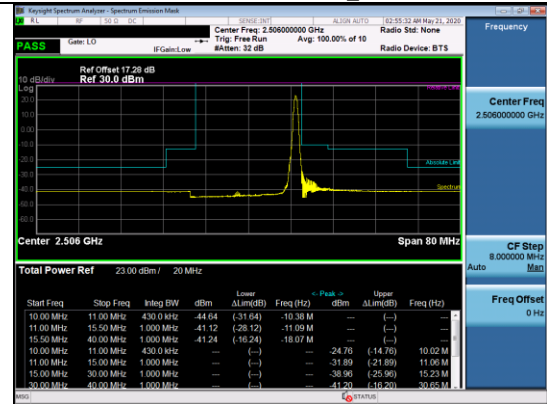 Keysight Spectrum Analyzer - Spectrum Emission Mask
RL RF 50 Ω DC SENSE:INT ALIGN AUTO 02:55:32 AM May 21, 2020
Center Freq: 2.506000000 GHz Radio Std: None
Gate: LO Trig: Free Run Avg: 100.00% of 10
PASS IFGain:Low #Atten: 32 dB Radio Device: BTS
Frequency
Ref Offset 17.28 dB
10 dB/div Ref 30.0 dBm
Log
Relative Limit
20.0
10.0
0.00
-10.0
-20.0
Absolute Limit
-30.0
-40.0
Spectrum
-50.0
-60.0
Center 2.506 GHz Span 80 MHz
Center Freq
2.506000000 GHz
CF Step
8.000000 MHz
Auto Man
Freq Offset
0 Hz
Total Power Ref 23.00 dBm / 20 MHz
Lower <- Peak -> Upper
Start Freq Stop Freq Integ BW dBm ΔLim(dB) Freq (Hz) dBm ΔLim(dB) Freq (Hz)
10.00 MHz 11.00 MHz 430.0 kHz -44.64 (-31.64) -10.38 M --- (---) ---
11.00 MHz 15.50 MHz 1.000 MHz -41.12 (-28.12) -11.09 M --- (---) ---
15.50 MHz 40.00 MHz 1.000 MHz -41.24 (-16.24) -18.07 M --- (---) ---
10.00 MHz 11.00 MHz 430.0 kHz --- (---) --- -24.76 (-14.76) 10.02 M
11.00 MHz 15.00 MHz 1.000 MHz --- (---) --- -31.89 (-21.89) 11.06 M
15.00 MHz 30.00 MHz 1.000 MHz --- (---) --- -38.96 (-25.96) 15.23 M
30.00 MHz 40.00 MHz 1.000 MHz --- (---) --- -41.20 (-16.20) 30.65 M
MSG STATUS